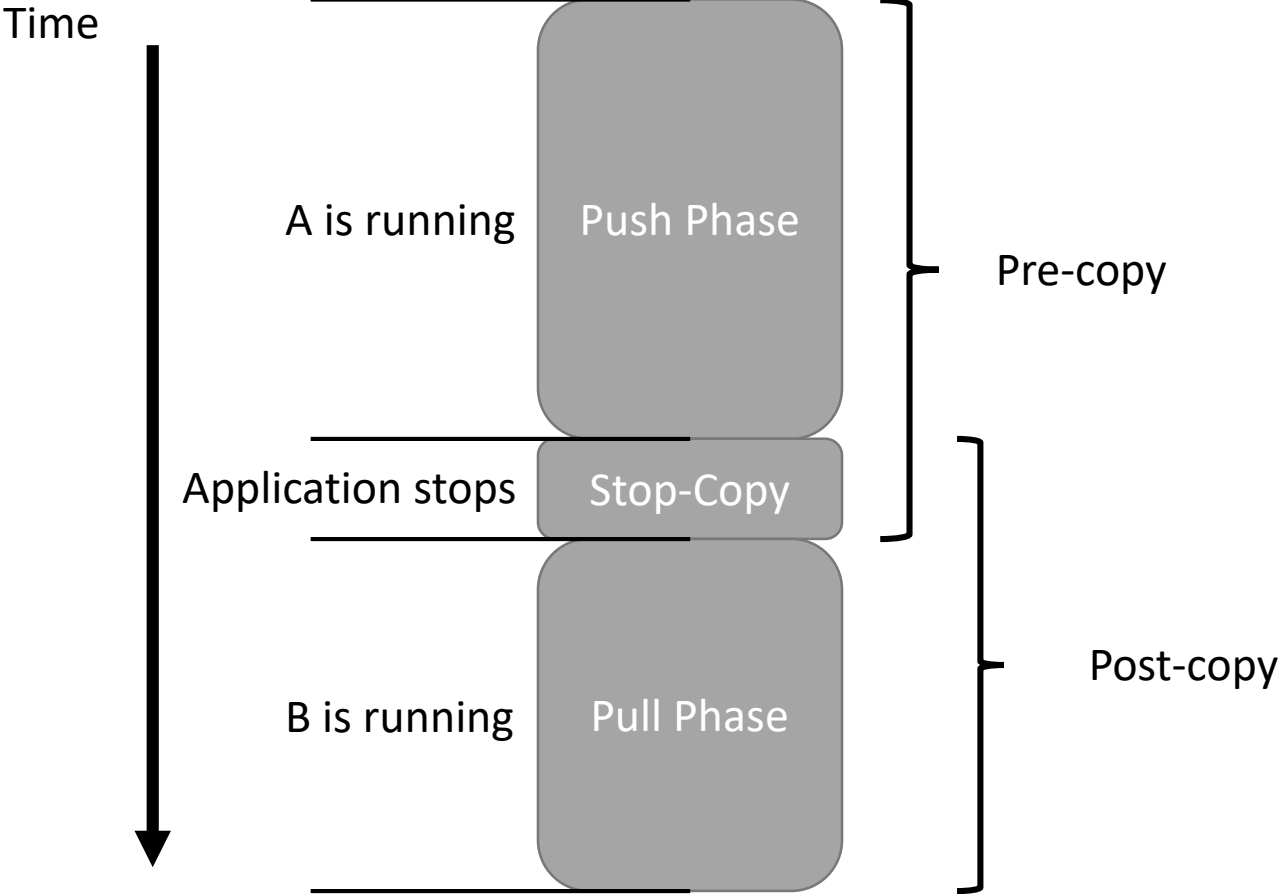 Time
A is running
Push Phase
Pre-copy
Application stops
Stop-Copy
Post-copy
B is running
Pull Phase